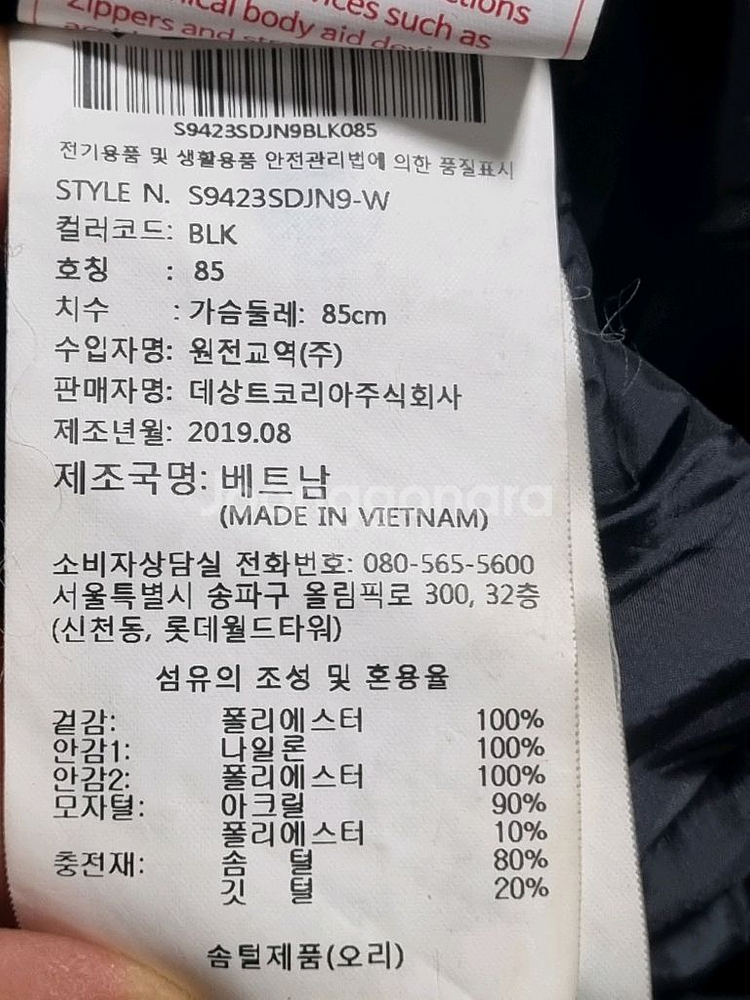 ctions
ical body
ices such as
Zippers and
body aid
S9423SDJN9BLK085
전기용품 및 생활용품 안전관리법에 의한 품질표시
STYLE N. S9423SDJN9-W
컬러코드: BLK
호칭 : 85
치수 : 가슴둘레: 85cm
수입자명: 원전교역(주)
판매자명: 데상트코리아주식회사
제조년월: 2019.08
제조국명: 베트남
Joonggonara
(MADE IN VIETNAM)
소비자상담실 전화번호: 080-565-5600
서울특별시 송파구 올림픽로 300, 32층
(신천동, 롯데월드타워)
섬유의 조성 및 혼용율
겉감: 폴리에스터 100%
안감1: 나일론 100%
안감2: 폴리에스터 100%
모자털: 아크릴 90%
폴리에스터 10%
충전재: 솜 털 80%
깃 털 20%
솜털제품(오리)